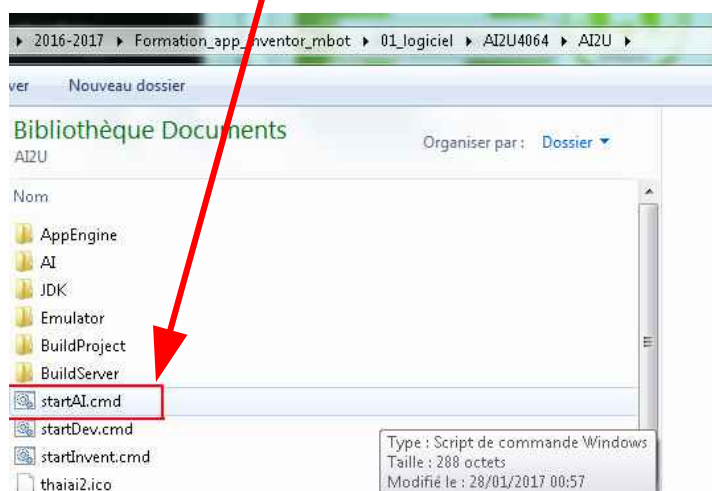 2016-2017 ▸ Formation_app_inventor_mbot ▸ 01_logiciel ▸ AI2U4064 ▸ AI2U
ver Nouveau dossier
Bibliothèque Documents
AI2U
Organiser par : Dossier
Nom
AppEngine
AI
JDK
Emulator
BuildProject
BuildServer
startAI.cmd
startDev.cmd
startInvent.cmd
thaiai2.ico
Type : Script de commande Windows
Taille : 288 octets
Modifié le : 28/01/2017 00:57